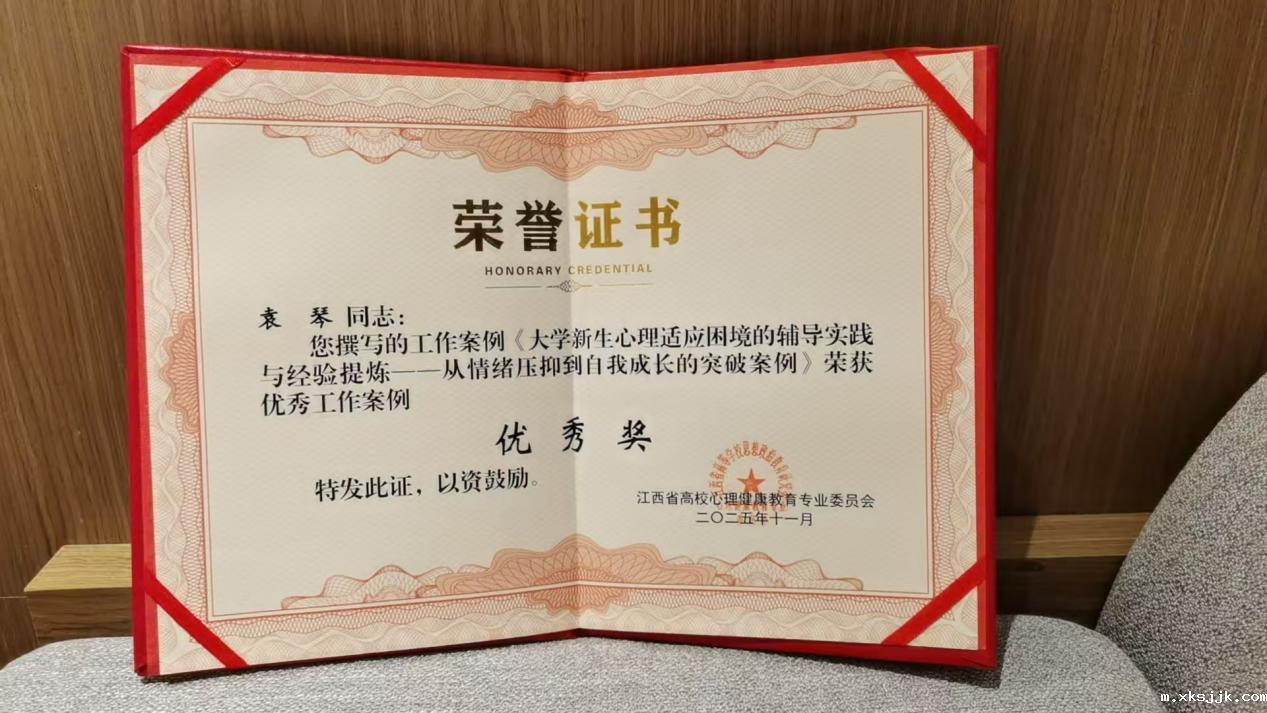 荣誉证书
HONORARY CREDENTIAL
袁 琴 同志：
您撰写的工作案例《大学新生心理适应困境的辅导实践
与经验提炼——从情绪压抑到自我成长的突破案例》荣获
优秀工作案例
优 秀 奖
特发此证，以资鼓励。
江西省高校心理健康教育专业委员会
二〇二五年十一月
m.xksjjk.com